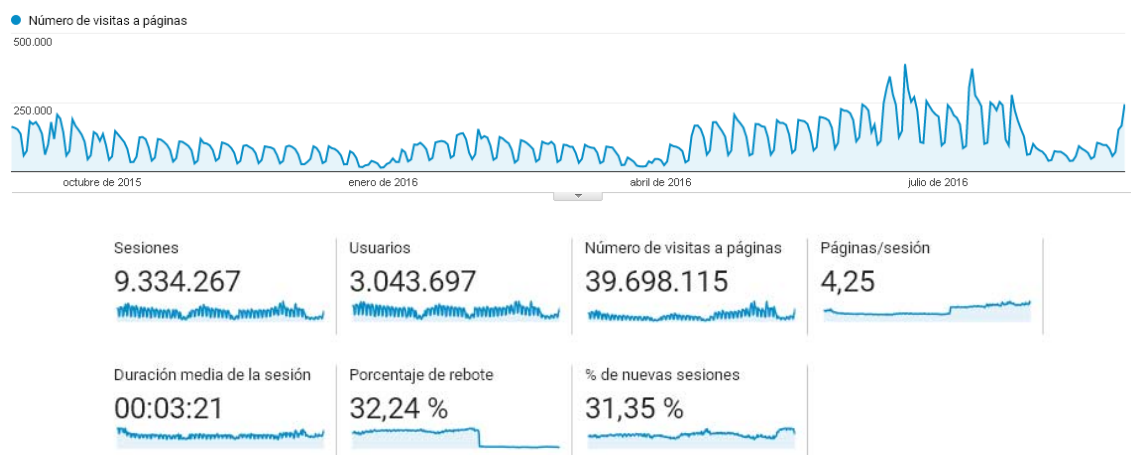 Número de visitas a páginas
500.000
250.000
octubre de 2015 enero de 2016 abril de 2016 julio de 2016
Sesiones Usuarios Número de visitas a páginas Páginas/sesión
9.334.267 3.043.697 39.698.115 4,25
Duración media de la sesión Porcentaje de rebote % de nuevas sesiones
00:03:21 32,24 % 31,35 %